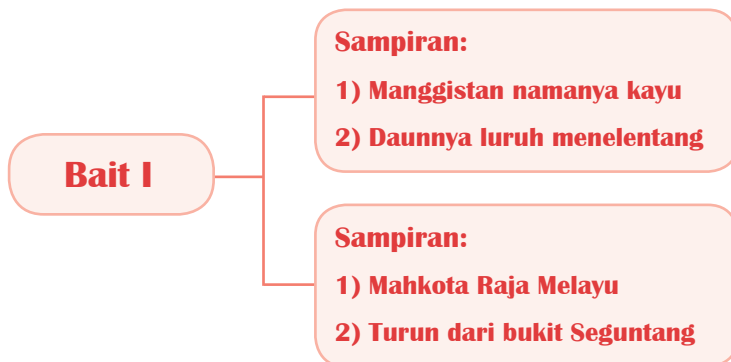 Bait I
Sampiran:
1) Manggistan namanya kayu
2) Daunnya luruh menelentang
Sampiran:
1) Mahkota Raja Melayu
2) Turun dari bukit Seguntang